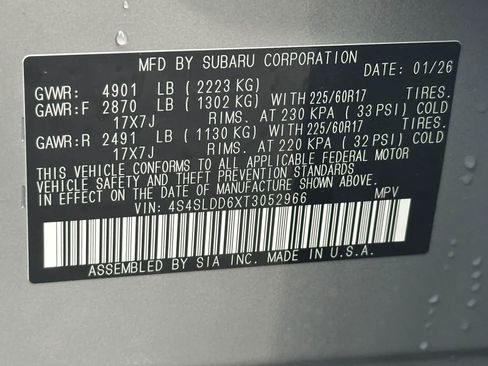 MFD BY SUBARU CORPORATION
DATE: 01/26
GVWR: 4901 LB (2223 KG)
GAWR:F 2870 LB (1302 KG) WITH 225/60R17 TIRES.
17X7J RIMS. AT 230 KPA (33 PSI) COLD
GAWR:R 2491 LB (1130 KG) WITH 225/60R17 TIRES.
17X7J RIMS. AT 220 KPA (32 PSI) COLD
THIS VEHICLE CONFORMS TO ALL APPLICABLE FEDERAL MOTOR
VEHICLE SAFETY AND THEFT PREVENTION STANDARDS
IN EFFECT ON THE DATE OF MANUFACTURE SHOWN ABOVE.
VIN: 4S4SLDD6XT3052966 MPV
ASSEMBLED BY SIA INC. MADE IN U.S.A.